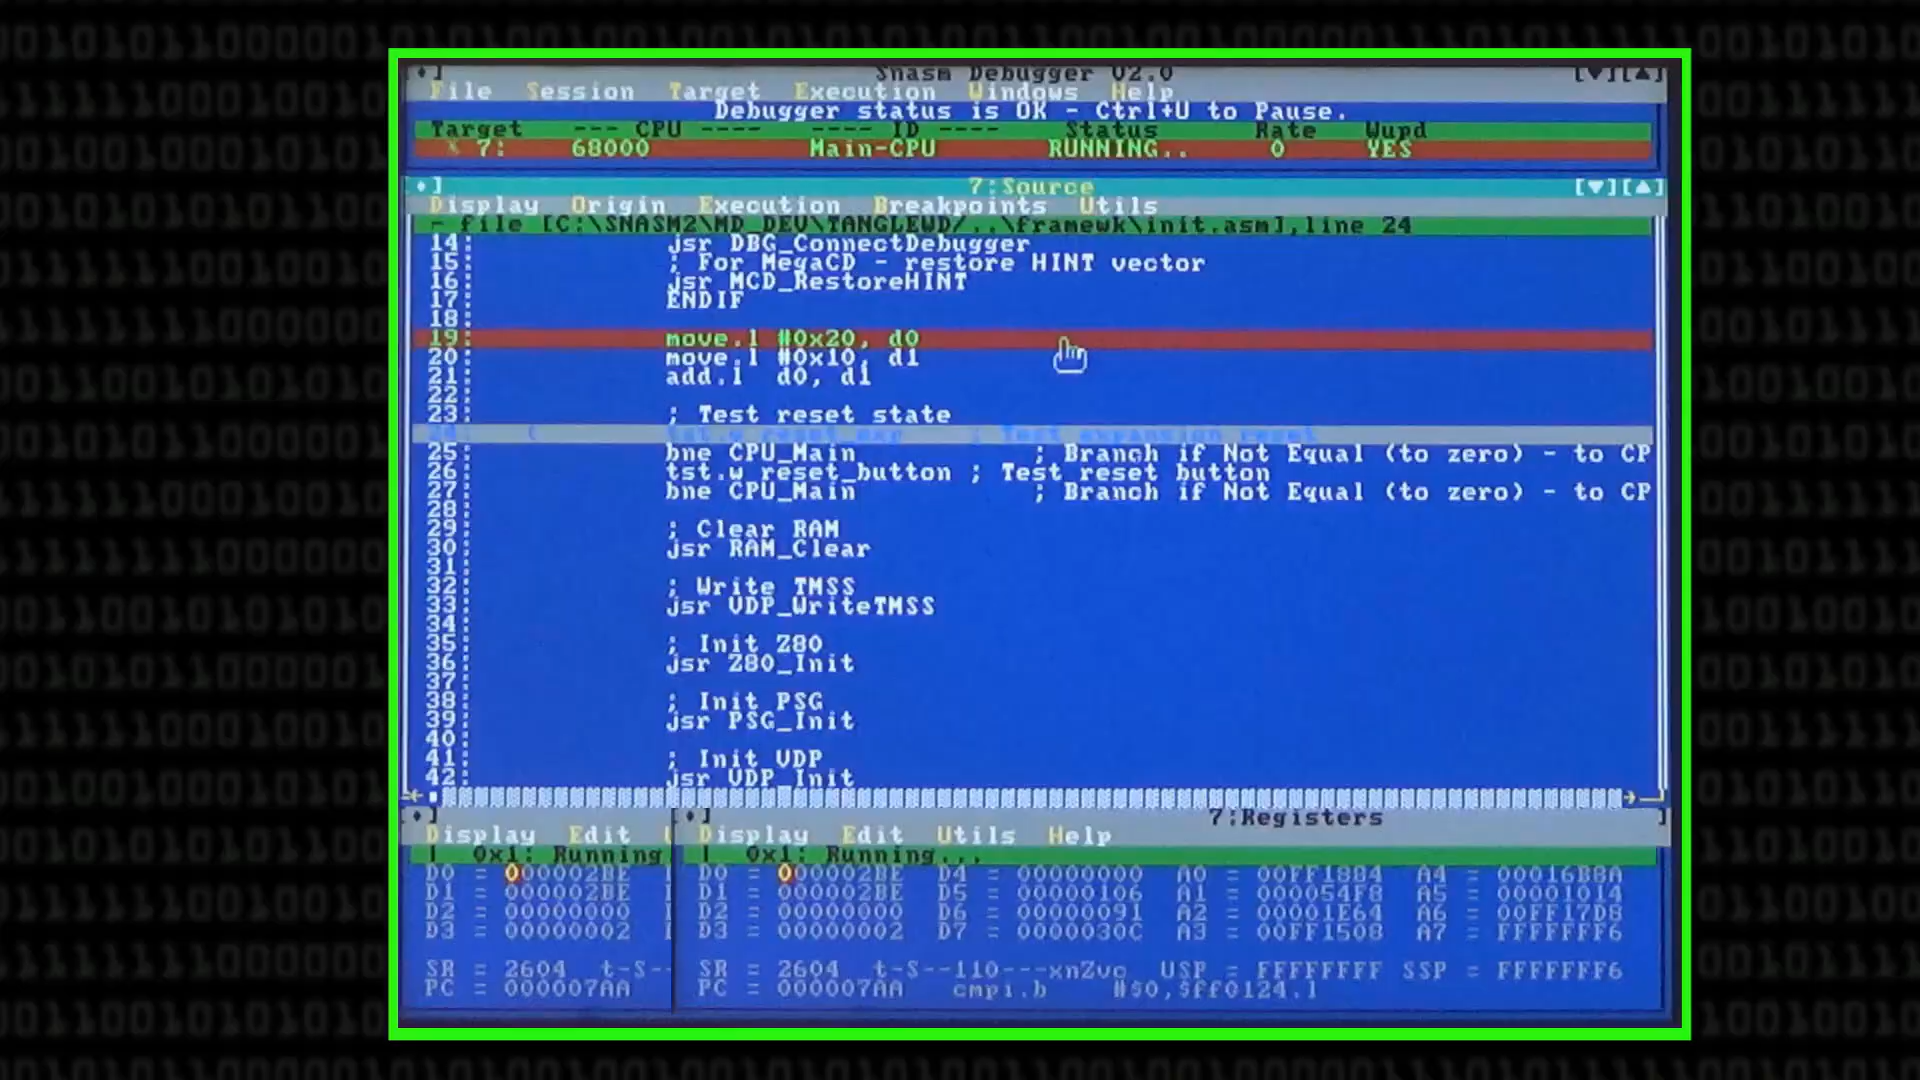 Snasm Debugger V2.0
File Session Target Execution Windows Help
Debugger status is OK - Ctrl+U to Pause.
Target --- CPU ---- ---- ID ---- Status Rate Wupd
7: 68000 Main-CPU RUNNING.. 0 YES
7:Source
Display Origin Execution Breakpoints Utils
- file [C:\SNASM2\MD_DEV\TANGLEWD/..\framewk\init.asm],line 24
14: jsr DBG_ConnectDebugger
15: ; For MegaCD - restore HINT vector
16: jsr MCD_RestoreHINT
17: ENDIF
18:
19: move.l #0x20, d0
20: move.l #0x10, d1
21: add.l d0, d1
22:
23: ; Test reset state
tst.w reset_exp ; Test expansion reset
25: bne CPU_Main ; Branch if Not Equal (to zero) - to CP
26: tst.w reset_button ; Test reset button
27: bne CPU_Main ; Branch if Not Equal (to zero) - to CP
28:
29: ; Clear RAM
30: jsr RAM_Clear
31:
32: ; Write TMSS
33: jsr VDP_WriteTMSS
34:
35: ; Init Z80
36: jsr Z80_Init
37:
38: ; Init PSG
39: jsr PSG_Init
40:
41: ; Init VDP
42: jsr VDP_Init
Display Edit
| 0x1: Running
D0 = 000002BE
D1 = 000002BE
D2 = 00000000
D3 = 00000002
SR = 2604 t-S--
PC = 000007AA
7:Registers
Display Edit Utils Help
| 0x1: Running...
D0 = 000002BE D4 = 00000000 A0 = 00FF18B4 A4 = 00016B8A
D1 = 000002BE D5 = 00000106 A1 = 000054F8 A5 = 00001014
D2 = 00000000 D6 = 00000091 A2 = 00001E64 A6 = 00FF17D8
D3 = 00000002 D7 = 0000030C A3 = 00FF1508 A7 = FFFFFFF6
SR = 2604 t-S--110---xnZvc USP = FFFFFFFF SSP = FFFFFFF6
PC = 000007AA cmpi.b #$0,$ff0124.l